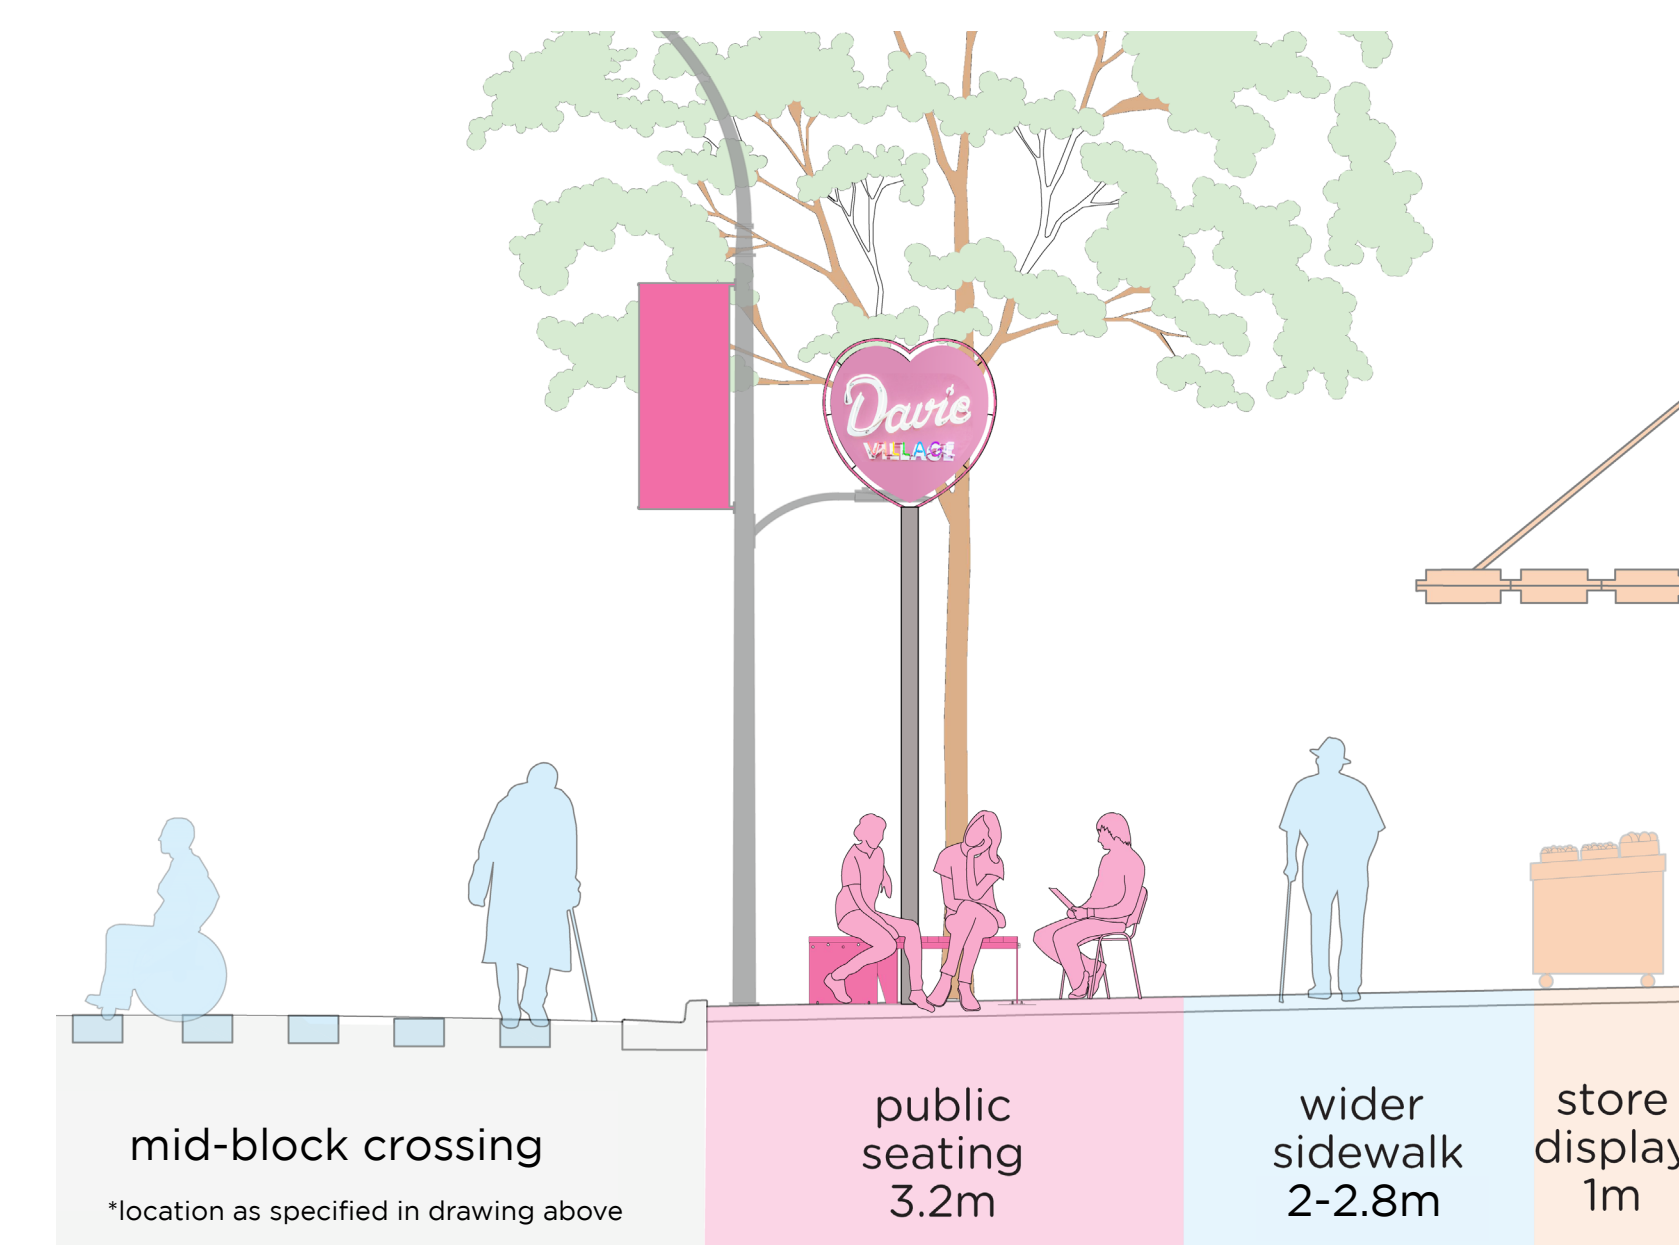 Davie
VILLAGE
mid-block crossing
*location as specified in drawing above
public
seating
3.2m
wider
sidewalk
2-2.8m
store
display
1m